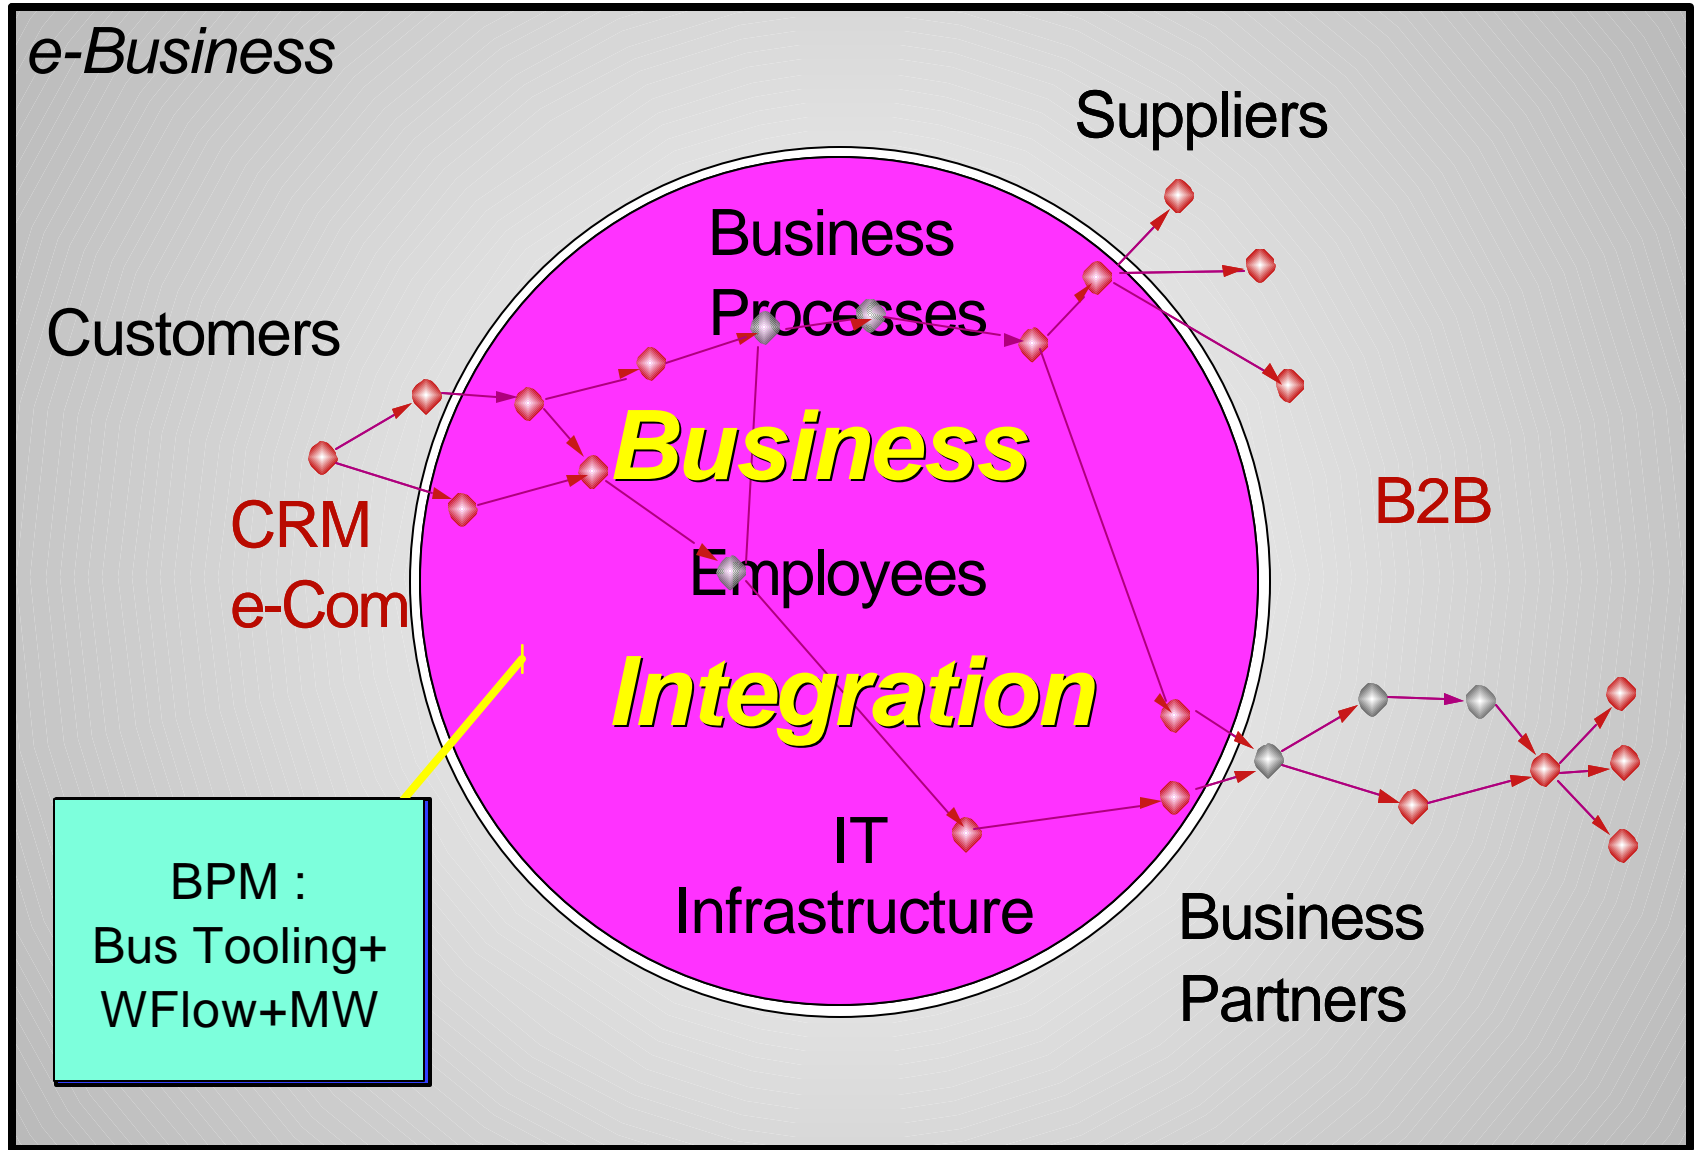 e-Business
Suppliers
Business
Processes
Customers
Business
CRM
e-Com
B2B
Employees
Integration
IT
Infrastructure
BPM :
Bus Tooling+
WFlow+MW
Business
Partners